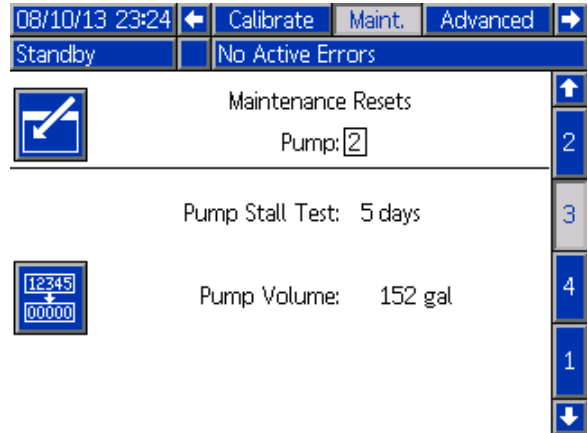 08/10/13 23:24 Calibrate Maint. Advanced
Standby No Active Errors
Maintenance Resets
Pump: 2
2
Pump Stall Test: 5 days
3
12345
00000
Pump Volume: 152 gal
4
1